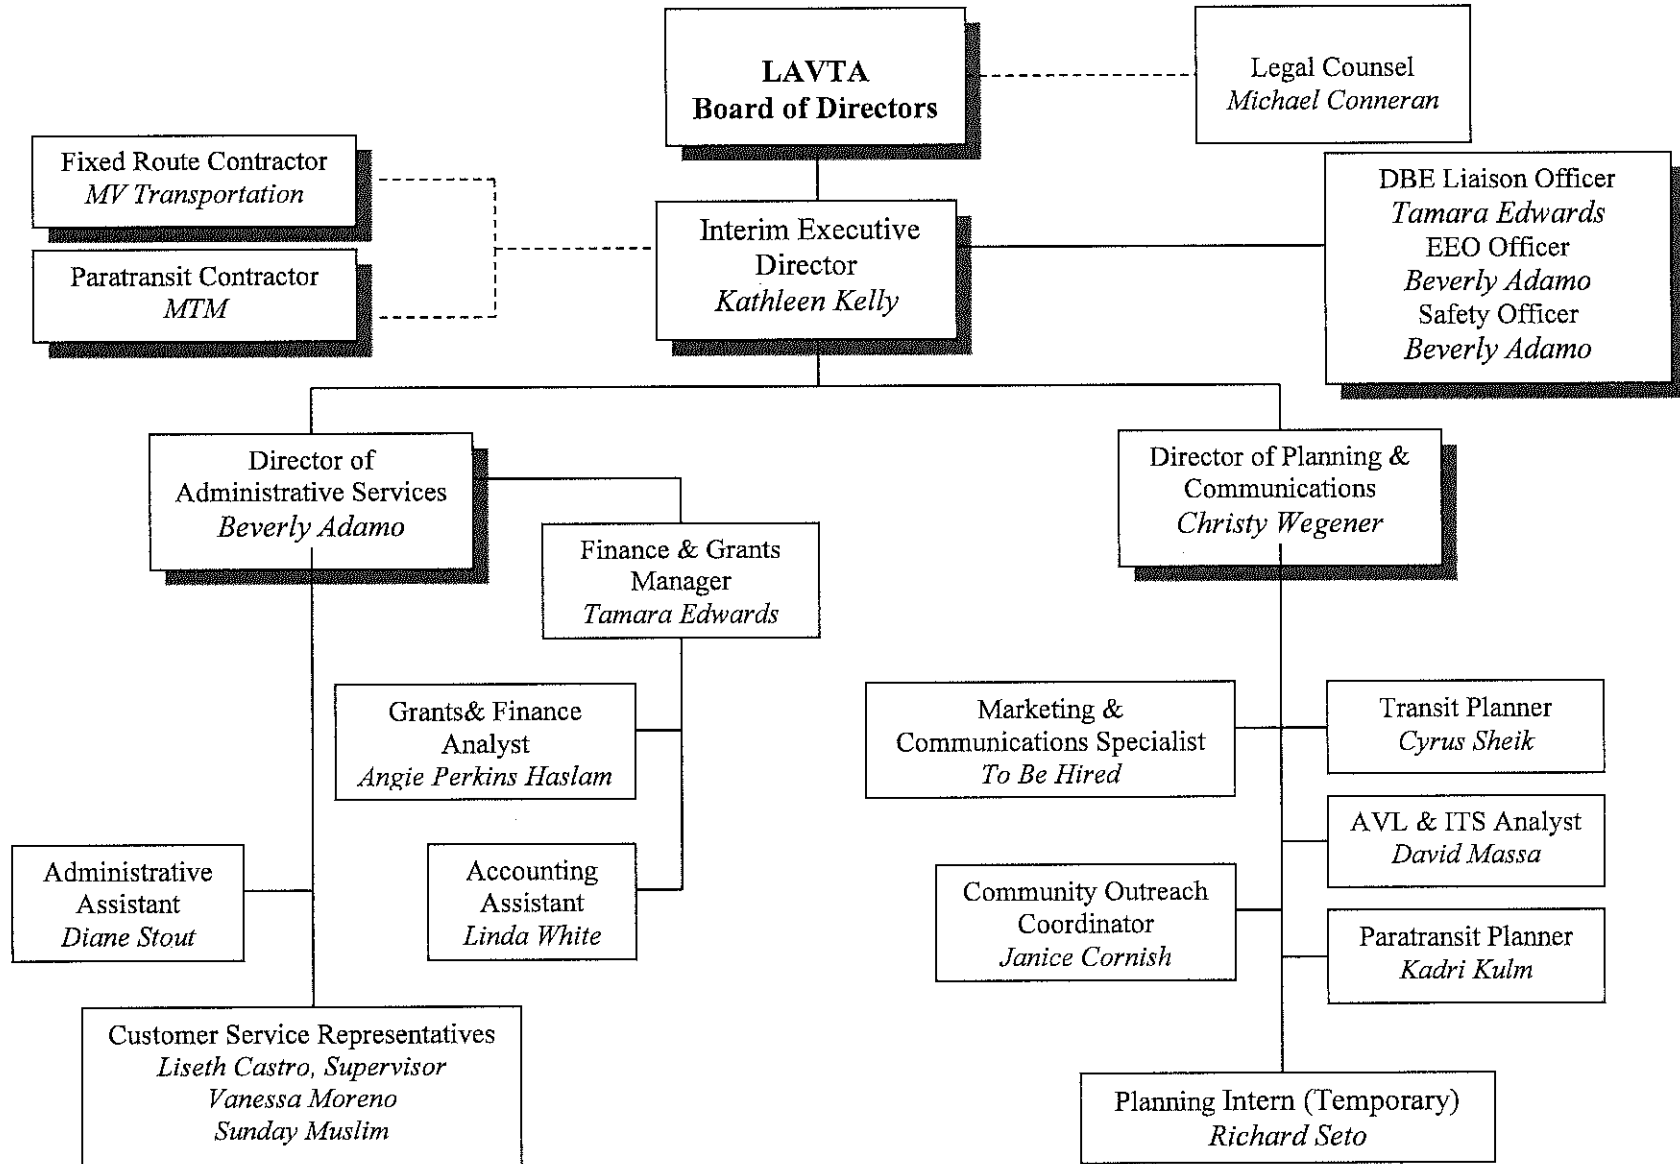 LAVTA
Board of Directors
Legal Counsel
Michael Conneran
Fixed Route Contractor
MV Transportation
Paratransit Contractor
MTM
Interim Executive
Director
Kathleen Kelly
DBE Liaison Officer
Tamara Edwards
EEO Officer
Beverly Adamo
Safety Officer
Beverly Adamo
Director of
Administrative Services
Beverly Adamo
Finance & Grants
Manager
Tamara Edwards
Grants& Finance
Analyst
Angie Perkins Haslam
Accounting
Assistant
Linda White
Administrative
Assistant
Diane Stout
Customer Service Representatives
Liseth Castro, Supervisor
Vanessa Moreno
Sunday Muslim
Director of Planning &
Communications
Christy Wegener
Marketing &
Communications Specialist
To Be Hired
Transit Planner
Cyrus Sheik
AVL & ITS Analyst
David Massa
Community Outreach
Coordinator
Janice Cornish
Paratransit Planner
Kadri Kulm
Planning Intern (Temporary)
Richard Seto